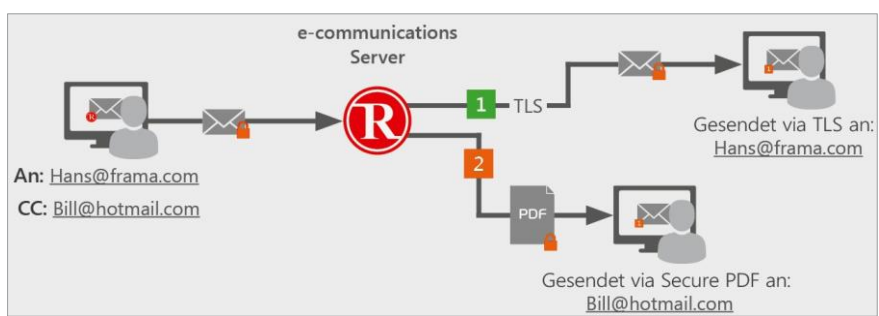 e-communications
Server
R
1
TLS
Gesendet via TLS an:
Hans@frama.com
An: Hans@frama.com
CC: Bill@hotmail.com
2
PDF
Gesendet via Secure PDF an:
Bill@hotmail.com